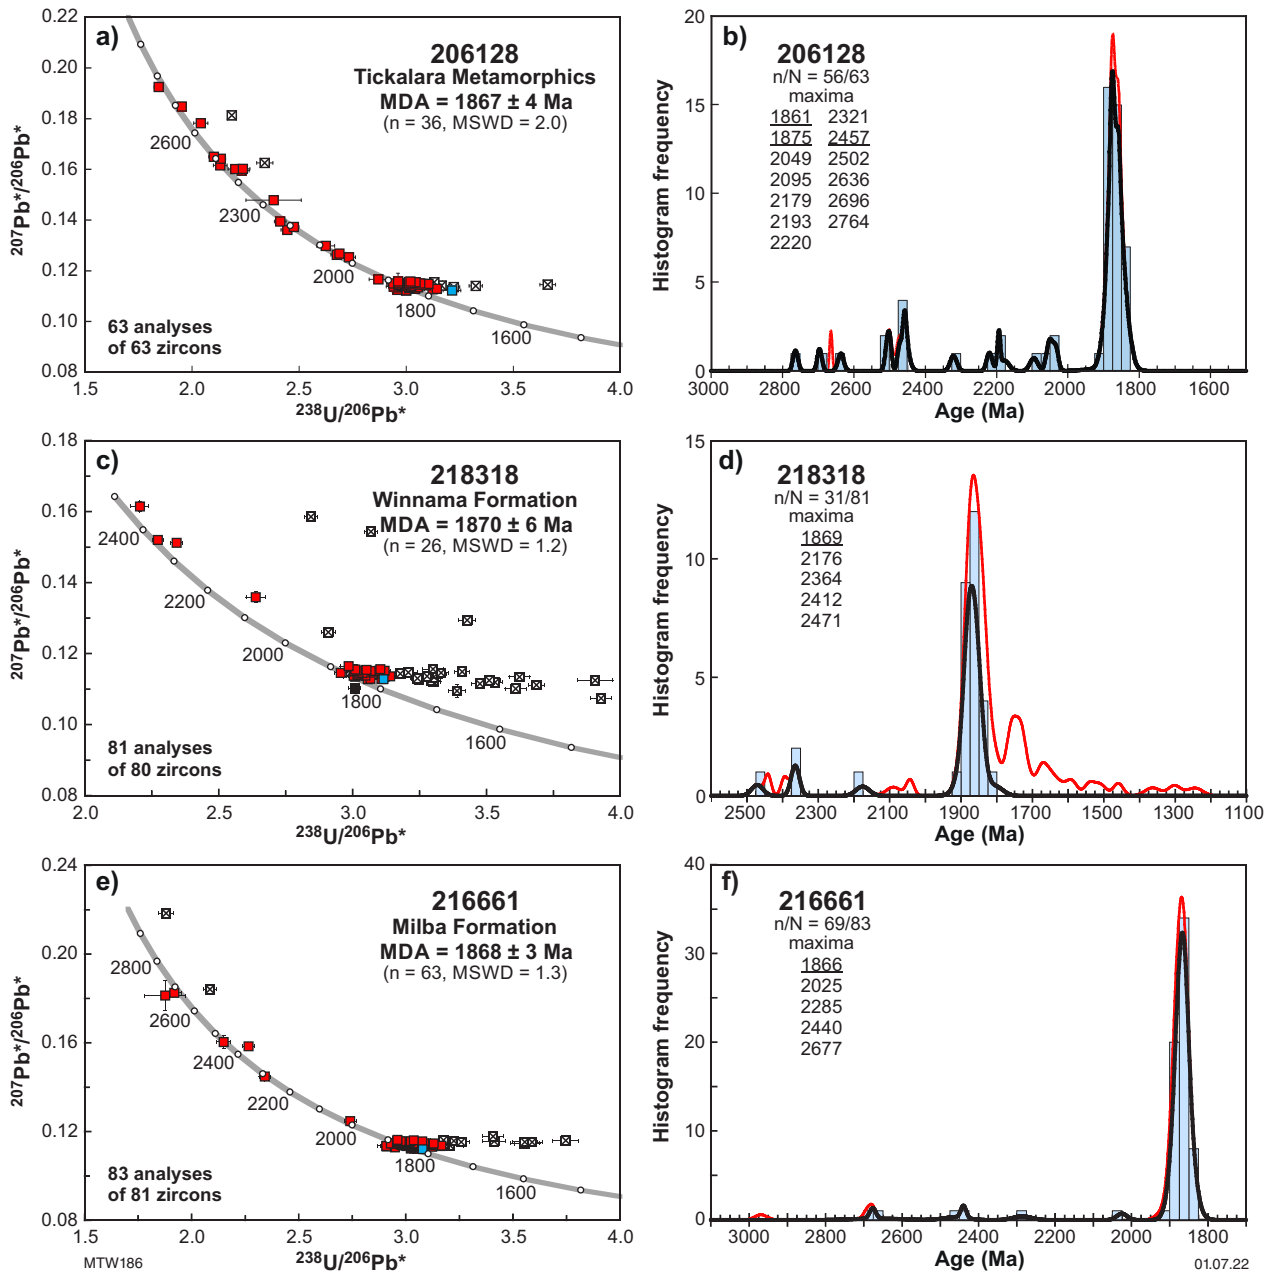 a)
206128
Tickalara Metamorphics
MDA = 1867 ± 4 Ma
(n = 36, MSWD = 2.0)
0.22
0.20
0.18
0.16
0.14
0.12
0.10
0.08
207Pb*/206Pb*
2600
2300
2000
1800
1600
63 analyses
of 63 zircons
1.5 2.0 2.5 3.0 3.5 4.0
238U/206Pb*
b)
206128
n/N = 56/63
maxima
1861 2321
1875 2457
2049 2502
2095 2636
2179 2696
2193 2764
2220
20
15
10
5
0
Histogram frequency
3000 2800 2600 2400 2200 2000 1800 1600
Age (Ma)
c)
218318
Winnama Formation
MDA = 1870 ± 6 Ma
(n = 26, MSWD = 1.2)
0.18
0.16
0.14
0.12
0.10
0.08
207Pb*/206Pb*
2400
2200
2000
1800
1600
81 analyses
of 80 zircons
2.0 2.5 3.0 3.5 4.0
238U/206Pb*
d)
218318
n/N = 31/81
maxima
1869
2176
2364
2412
2471
15
10
5
0
Histogram frequency
2500 2300 2100 1900 1700 1500 1300 1100
Age (Ma)
e)
216661
Milba Formation
MDA = 1868 ± 3 Ma
(n = 63, MSWD = 1.3)
0.24
0.20
0.16
0.12
0.08
207Pb*/206Pb*
2800
2600
2400
2200
2000
1800
1600
83 analyses
of 81 zircons
1.5 2.0 2.5 3.0 3.5 4.0
238U/206Pb*
MTW186
f)
216661
n/N = 69/83
maxima
1866
2025
2285
2440
2677
40
30
20
10
0
Histogram frequency
2800 2600 2400 2200 2000 1800
Age (Ma)
01.07.22